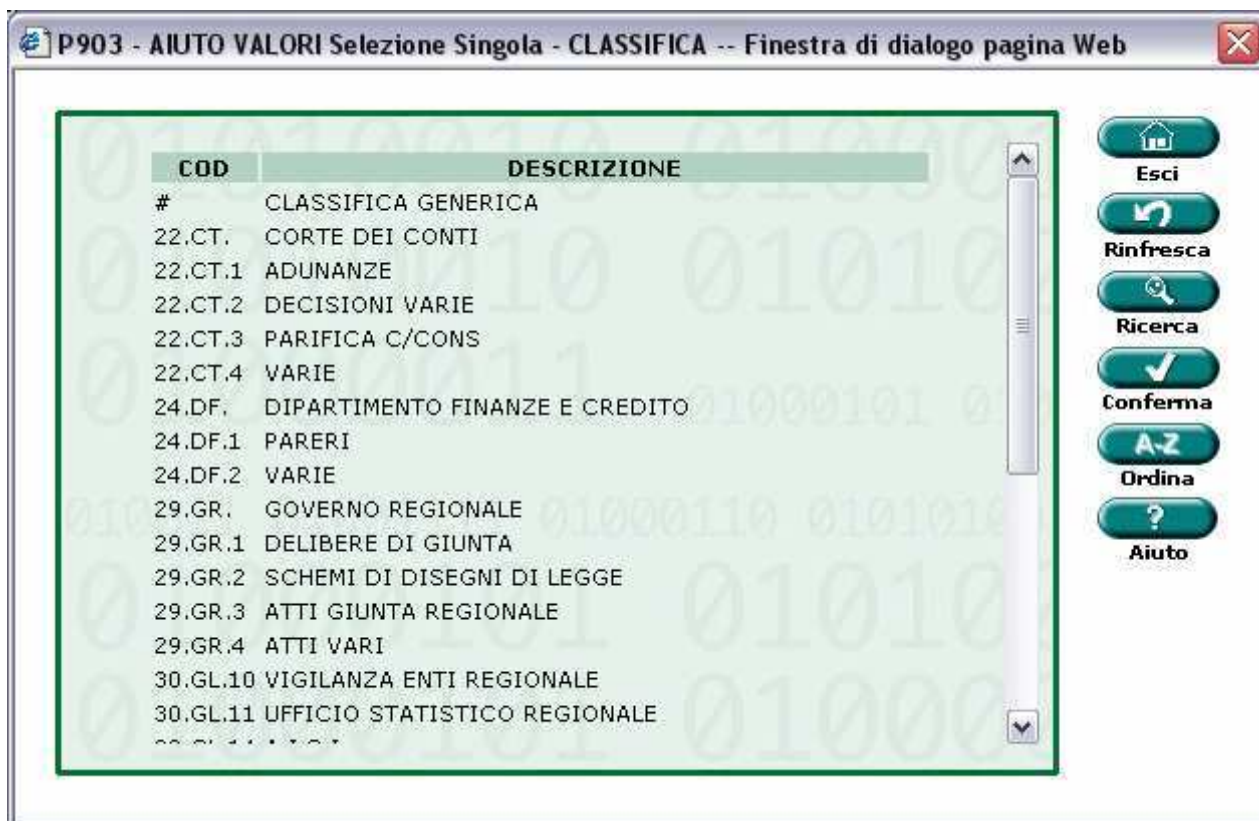 P903 - AIUTO VALORI Selezione Singola - CLASSIFICA -- Finestra di dialogo pagina Web
COD DESCRIZIONE
# CLASSIFICA GENERICA
22.CT. CORTE DEI CONTI
22.CT.1 ADUNANZE
22.CT.2 DECISIONI VARIE
22.CT.3 PARIFICA C/CONS
22.CT.4 VARIE
24.DF. DIPARTIMENTO FINANZE E CREDITO
24.DF.1 PARERI
24.DF.2 VARIE
29.GR. GOVERNO REGIONALE
29.GR.1 DELIBERE DI GIUNTA
29.GR.2 SCHEMI DI DISEGNI DI LEGGE
29.GR.3 ATTI GIUNTA REGIONALE
29.GR.4 ATTI VARI
30.GL.10 VIGILANZA ENTI REGIONALE
30.GL.11 UFFICIO STATISTICO REGIONALE
Esci
Rinfresca
Ricerca
Conferma
A-Z
Ordina
?
Aiuto